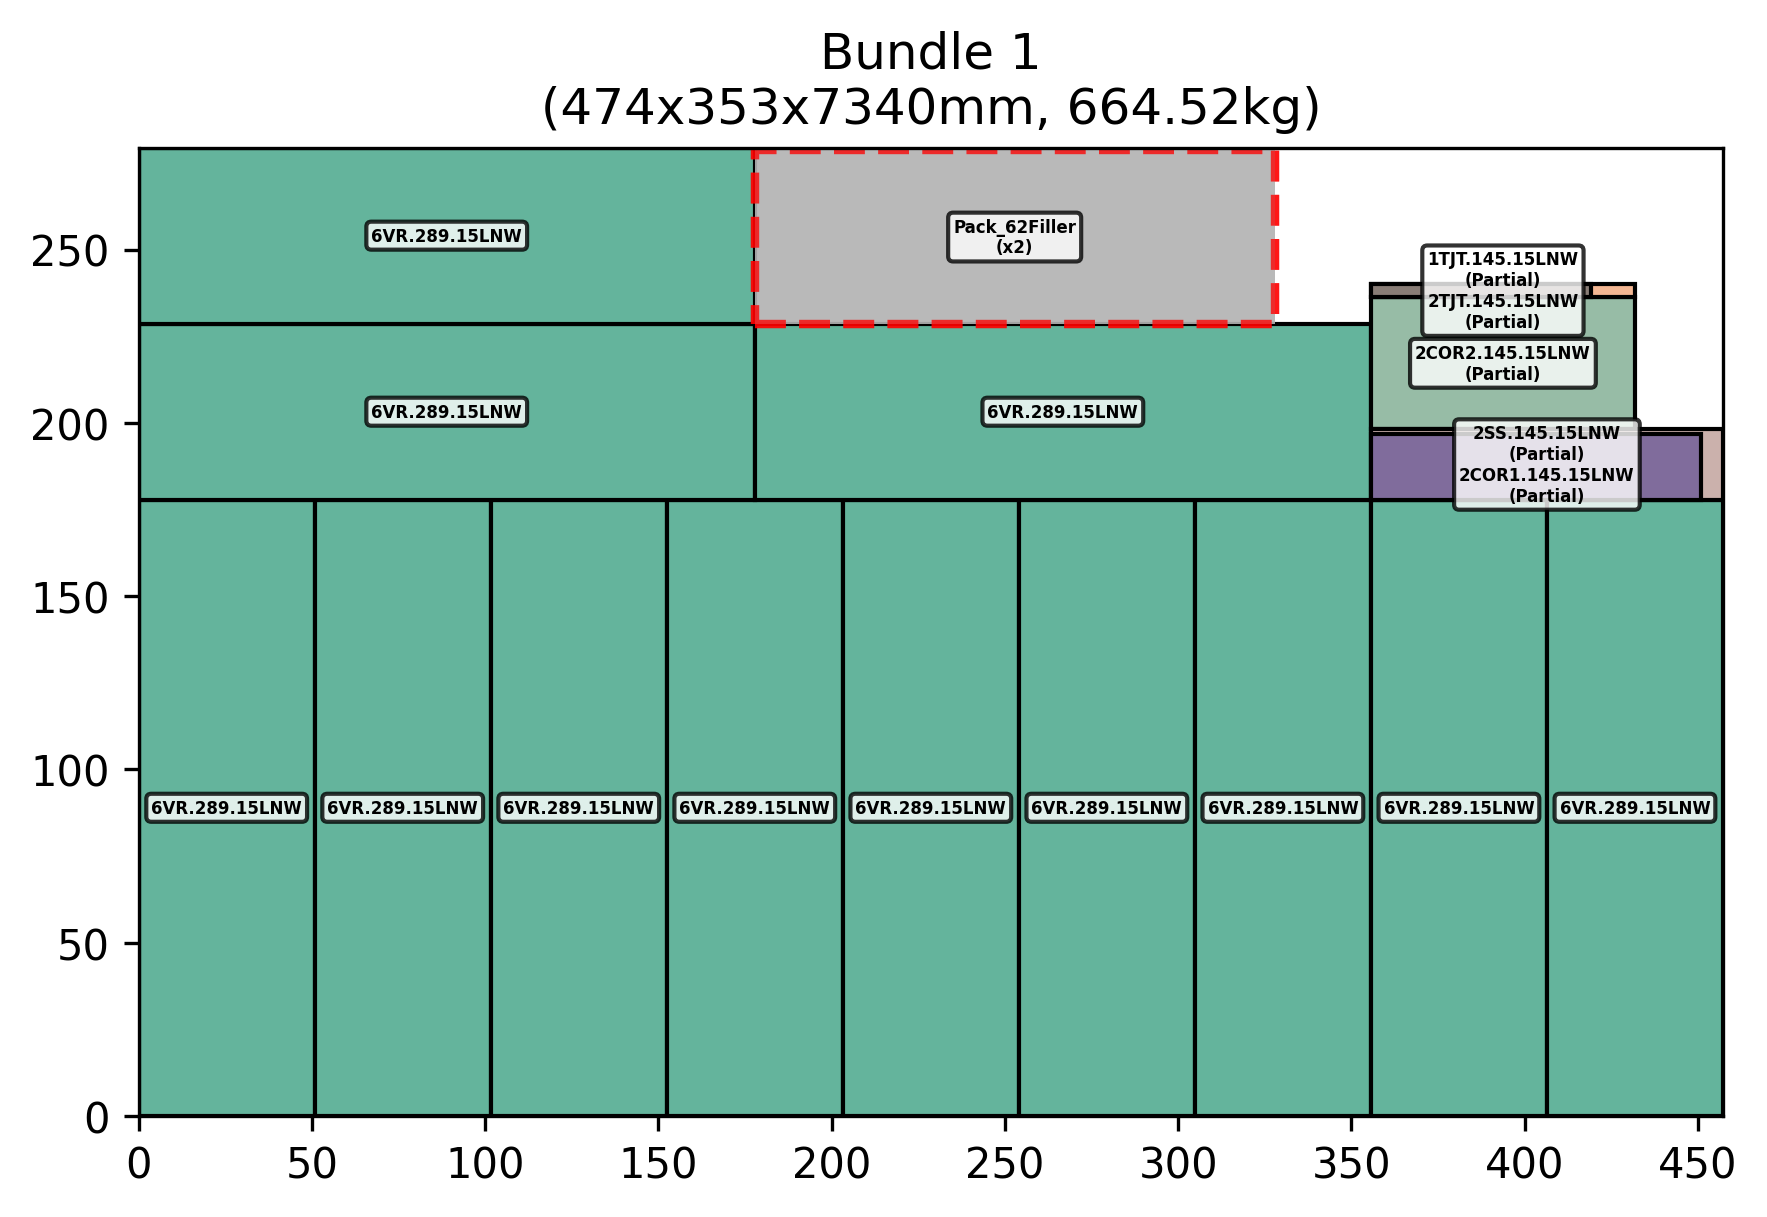 Bundle 1
(474x353x7340mm, 664.52kg)
250
200
150
100
50
0
6VR.289.15LNW
Pack_62Filler
(x2)
1TJT.145.15LNW
(Partial)
2TJT.145.15LNW
(Partial)
2COR2.145.15LNW
(Partial)
6VR.289.15LNW
6VR.289.15LNW
2SS.145.15LNW
(Partial)
2COR1.145.15LNW
(Partial)
6VR.289.15LNW
6VR.289.15LNW
6VR.289.15LNW
6VR.289.15LNW
6VR.289.15LNW
6VR.289.15LNW
6VR.289.15LNW
6VR.289.15LNW
6VR.289.15LNW
0
50
100
150
200
250
300
350
400
450